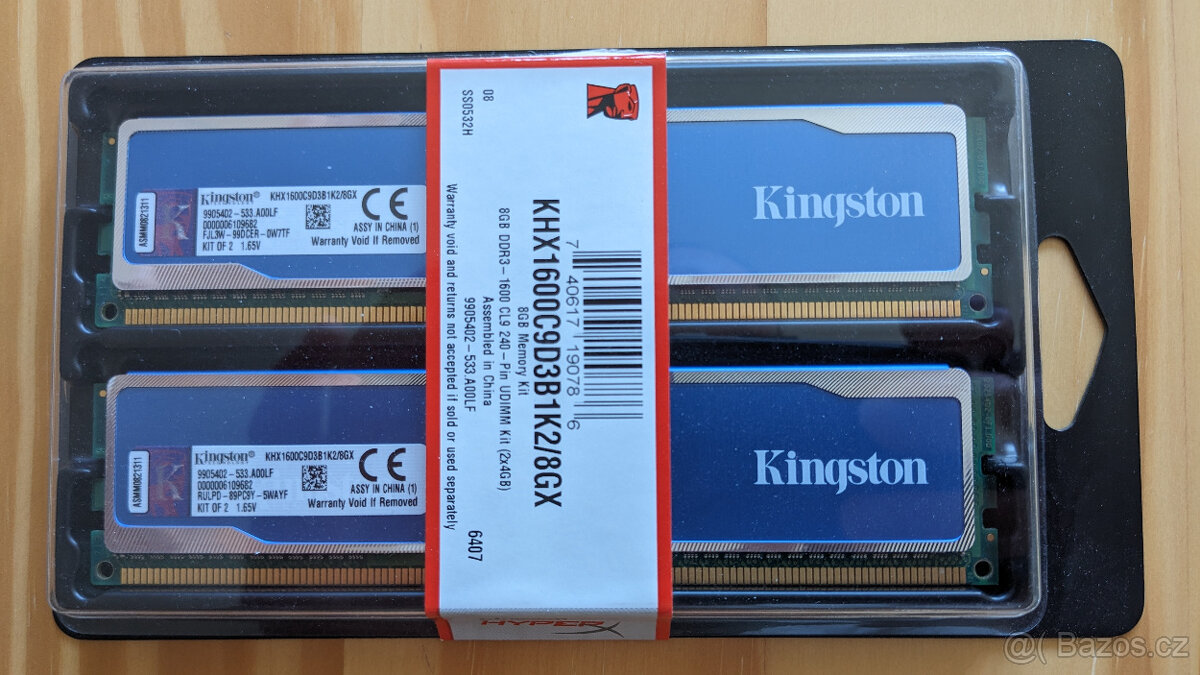 Kingston® KHX1600C9D3B1K2/8GX
9905402-533.A00LF
0000006109682
FJL3W-99DCER-0W7TF
KIT OF 2 1.65V
CE
ASSY IN CHINA (1)
Warranty Void If Removed
ASMM0821311
Kingston
08
SS0532H
KHX1600C9D3B1K2/8GX
7 40617 19078 6
8GB Memory Kit
8GB DDR3-1600 CL9 240-Pin UDIMM Kit (2x4GB)
Assembled in China
9905402-533.A00LF
Warranty void and returns not accepted if sold or used separately
6407
HYPERX
Kingston® KHX1600C9D3B1K2/8GX
9905402-533.A00LF
0000006109682
RULPD-89PC9Y-5WAYF
KIT OF 2 1.65V
CE
ASSY IN CHINA (1)
Warranty Void If Removed
ASMM0821311
Kingston
@( Bazos.cz